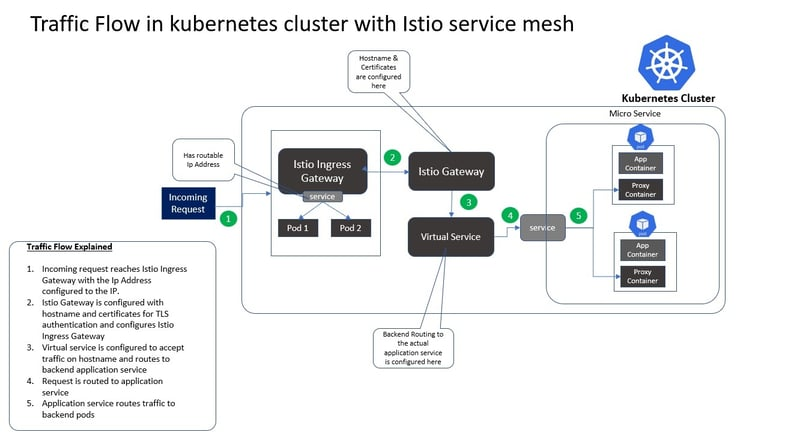 Traffic Flow in kubernetes cluster with Istio service mesh
Hostname &
Certificates
are configured
here
Kubernetes Cluster
Micro Service
Has routable
Ip Address
Istio Ingress
Gateway
service
Pod 1
Pod 2
2
Istio Gateway
3
Virtual Service
4
service
5
pod
App
Container
Proxy
Container
pod
App
Container
Proxy
Container
Incoming
Request
1
Backend Routing to
the actual
application service
is configured here
Traffic Flow Explained
1. Incoming request reaches Istio Ingress
Gateway with the Ip Address
configured to the IP.
2. Istio Gateway is configured with
hostname and certificates for TLS
authentication and configures Istio
Ingress Gateway
3. Virtual service is configured to accept
traffic on hostname and routes to
backend application service
4. Request is routed to application
service
5. Application service routes traffic to
backend pods